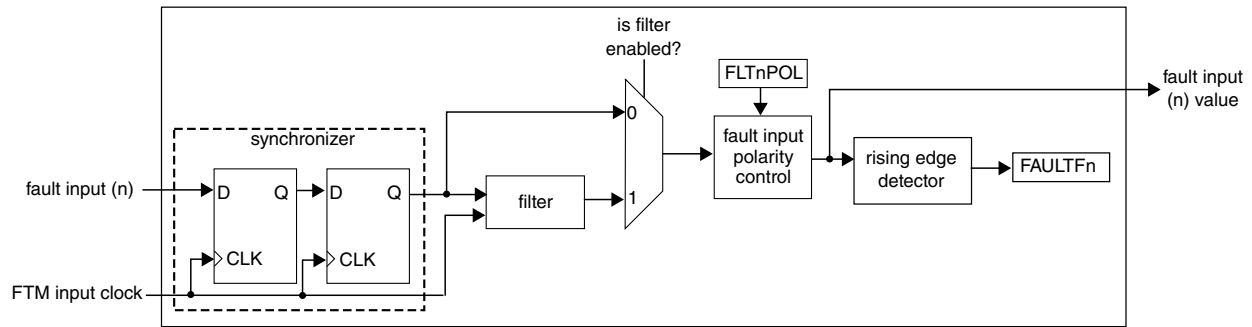 is filter
enabled?
FLTnPOL
fault input
(n) value
0
synchronizer
fault input
polarity
control
rising edge
detector
FAULTFn
fault input (n)
D
Q
D
Q
filter
1
CLK
CLK
FTM input clock